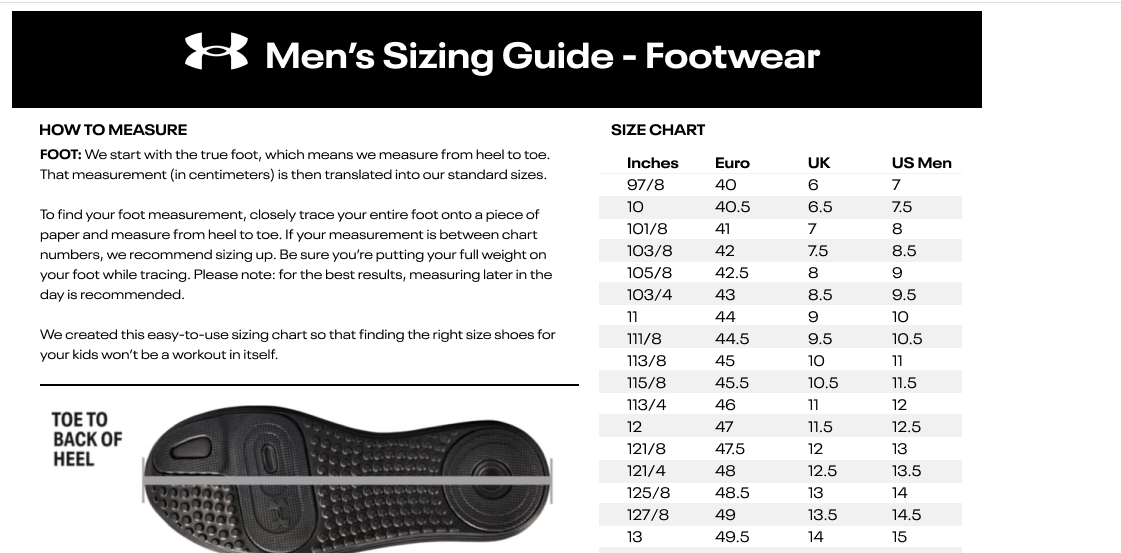 Men's Sizing Guide - Footwear
HOW TO MEASURE
FOOT: We start with the true foot, which means we measure from heel to toe.
That measurement (in centimeters) is then translated into our standard sizes.
To find your foot measurement, closely trace your entire foot onto a piece of
paper and measure from heel to toe. If your measurement is between chart
numbers, we recommend sizing up. Be sure you're putting your full weight on
your foot while tracing. Please note: for the best results, measuring later in the
day is recommended.
We created this easy-to-use sizing chart so that finding the right size shoes for
your kids won't be a workout in itself.
TOE TO
BACK OF
HEEL
SIZE CHART
Inches Euro UK US Men
97/8 40 6 7
10 40.5 6.5 7.5
101/8 41 7 8
103/8 42 7.5 8.5
105/8 42.5 8 9
103/4 43 8.5 9.5
11 44 9 10
111/8 44.5 9.5 10.5
113/8 45 10 11
115/8 45.5 10.5 11.5
113/4 46 11 12
12 47 11.5 12.5
121/8 47.5 12 13
121/4 48 12.5 13.5
125/8 48.5 13 14
127/8 49 13.5 14.5
13 49.5 14 15